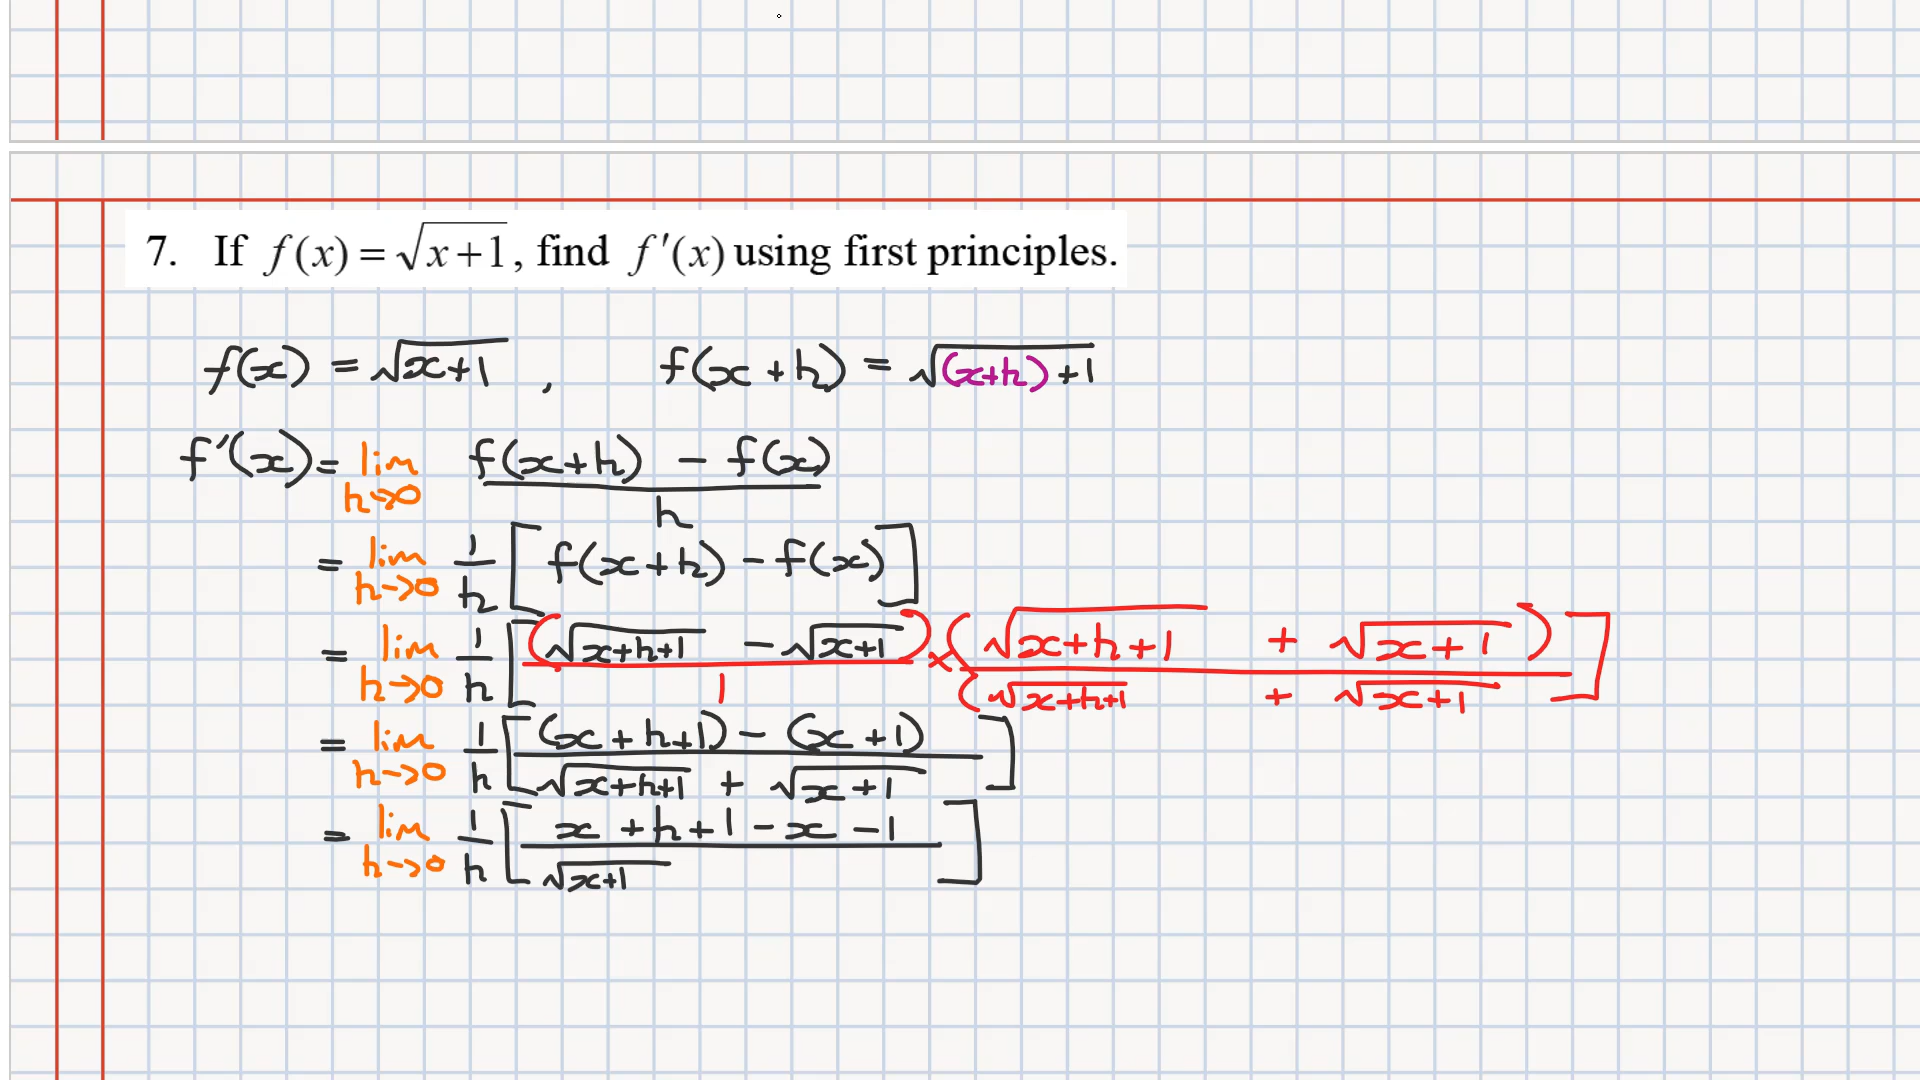 7. If f(x) = √(x+1), find f′(x) using first principles.
f(x) = √(x+1) , f(x+h) = √((x+h)+1)
f′(x) = lim h→0 (f(x+h) − f(x))/h
= lim h→0 1/h [f(x+h) − f(x)]
= lim h→0 1/h [(√(x+h+1) − √(x+1))/1 × (√(x+h+1) + √(x+1))/(√(x+h+1) + √(x+1))]
= lim h→0 1/h [((x+h+1) − (x+1))/(√(x+h+1) + √(x+1))]
= lim h→0 1/h [(x+h+1−x−1)/√(x+1)]